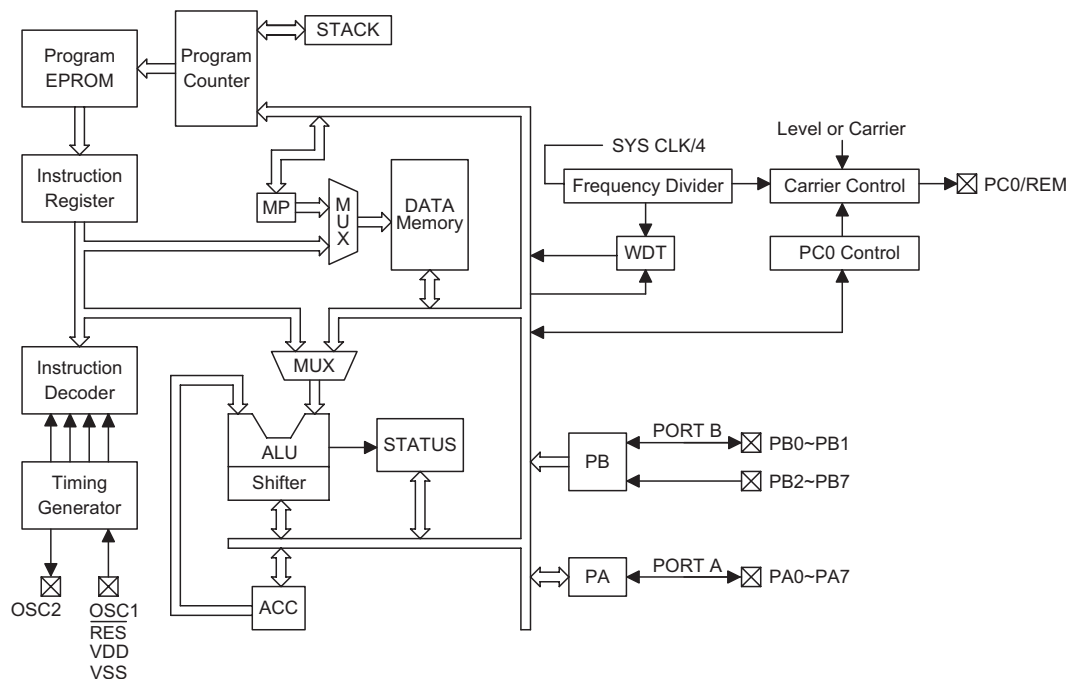 STACK
Program
EPROM
Program
Counter
Level or Carrier
SYS CLK/4
Instruction
Register
MP
MUX
DATA
Memory
Frequency Divider
Carrier Control
PC0/REM
WDT
PC0 Control
Instruction
Decoder
MUX
ALU
STATUS
Shifter
PORT B
PB0~PB1
PB
PB2~PB7
Timing
Generator
PORT A
PA
PA0~PA7
OSC2
OSC1
RES
VDD
VSS
ACC